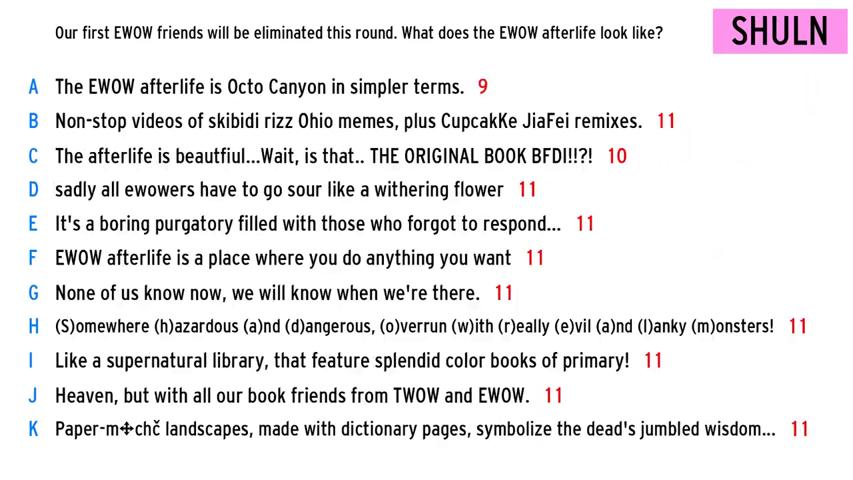 Our first EWOW friends will be eliminated this round. What does the EWOW afterlife look like?
SHULN
A The EWOW afterlife is Octo Canyon in simpler terms. 9
B Non-stop videos of skibidi rizz Ohio memes, plus CupcakKe JiaFei remixes. 11
C The afterlife is beautfiul...Wait, is that.. THE ORIGINAL BOOK BFDI!!?! 10
D sadly all ewowers have to go sour like a withering flower 11
E It's a boring purgatory filled with those who forgot to respond... 11
F EWOW afterlife is a place where you do anything you want 11
G None of us know now, we will know when we're there. 11
H (S)omewhere (h)azardous (a)nd (d)angerous, (o)verrun (w)ith (r)eally (e)vil (a)nd (l)anky (m)onsters! 11
I Like a supernatural library, that feature splendid color books of primary! 11
J Heaven, but with all our book friends from TWOW and EWOW. 11
K Paper-m✢chč landscapes, made with dictionary pages, symbolize the dead's jumbled wisdom... 11